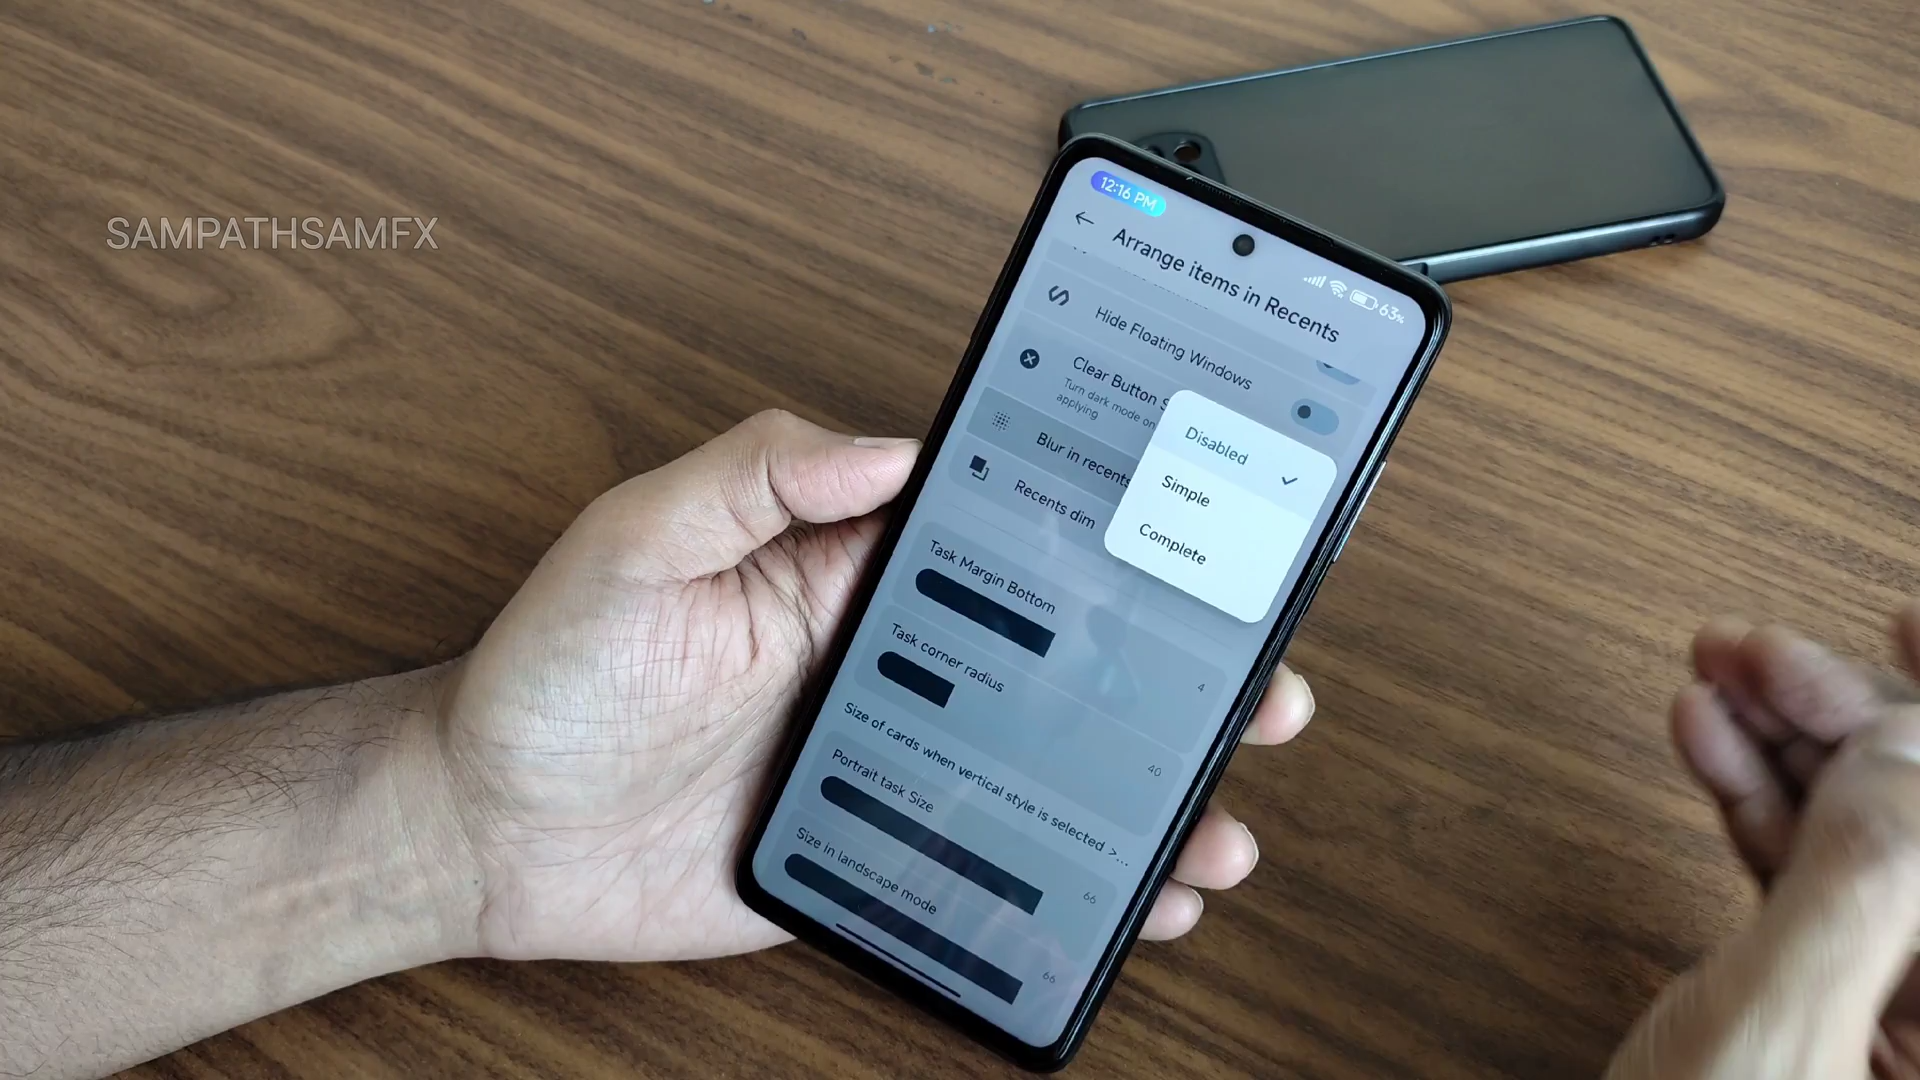 SAMPATHSAMFX
12:16 PM
63%
Arrange items in Recents
Hide Floating Windows
Clear Button S
Turn dark mode on
applying
Blur in recents
Recents dim
Disabled
Simple
Complete
Task Margin Bottom
4
Task corner radius
40
Size of cards when vertical style is selected >...
Portrait task Size
66
Size in landscape mode
66